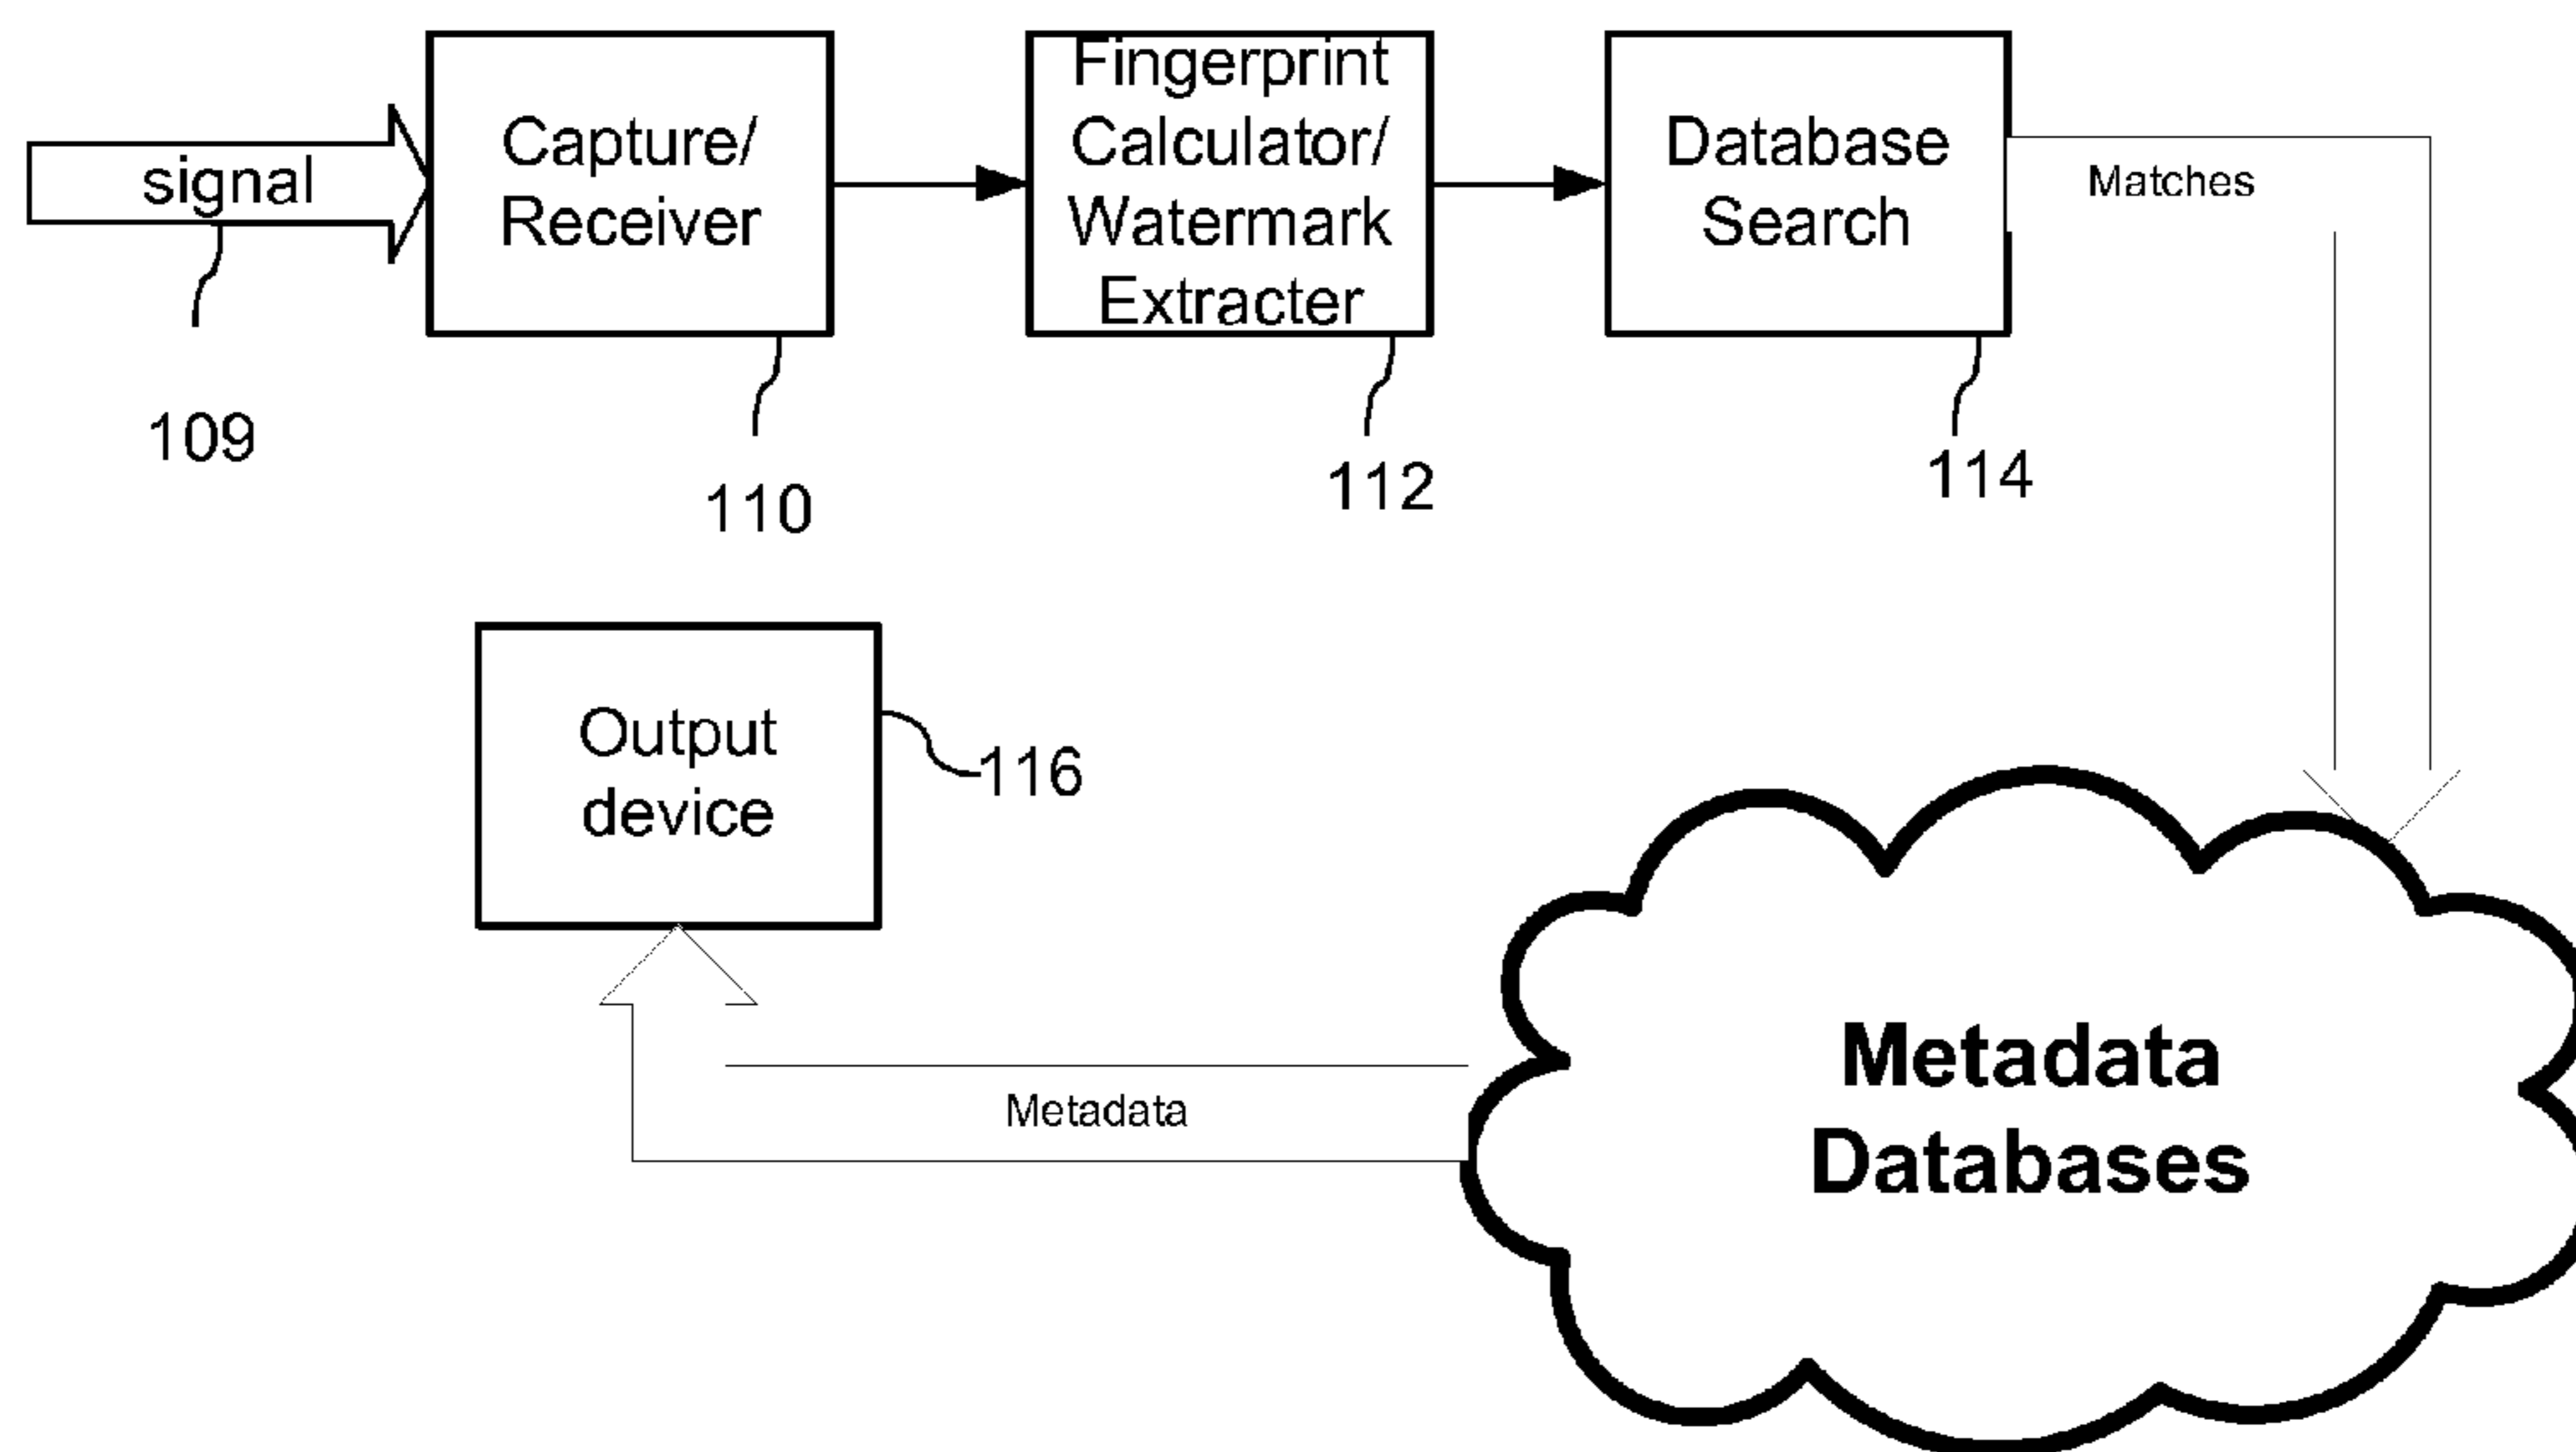 signal
Capture/
Receiver
Fingerprint
Calculator/
Watermark
Extracter
Database
Search
Matches
109
110
112
114
Output
device
116
Metadata
Metadata
Databases